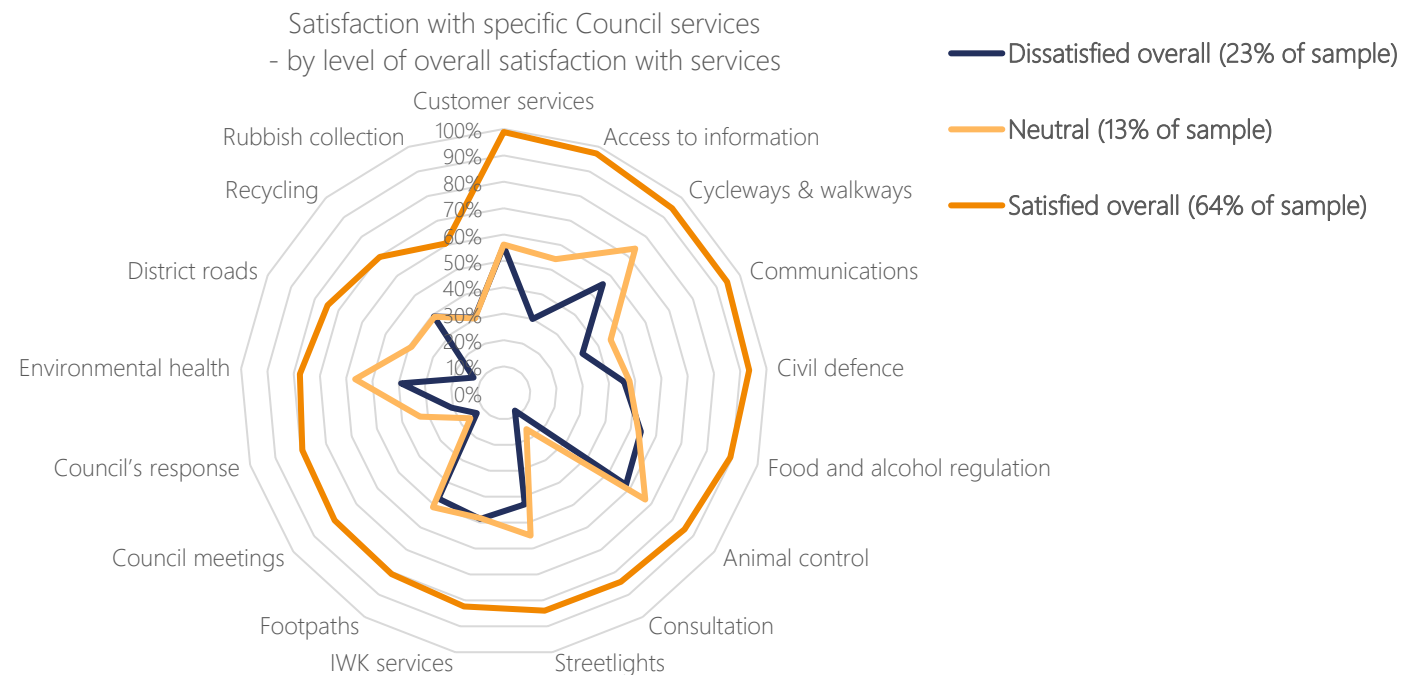 Satisfaction with specific Council services
- by level of overall satisfaction with services
Dissatisfied overall (23% of sample)
Neutral (13% of sample)
Satisfied overall (64% of sample)
Customer services
Access to information
Cycleways & walkways
Communications
Civil defence
Food and alcohol regulation
Animal control
Consultation
Streetlights
IWK services
Footpaths
Council meetings
Council’s response
Environmental health
District roads
Recycling
Rubbish collection
100%
90%
80%
70%
60%
50%
40%
30%
20%
10%
0%